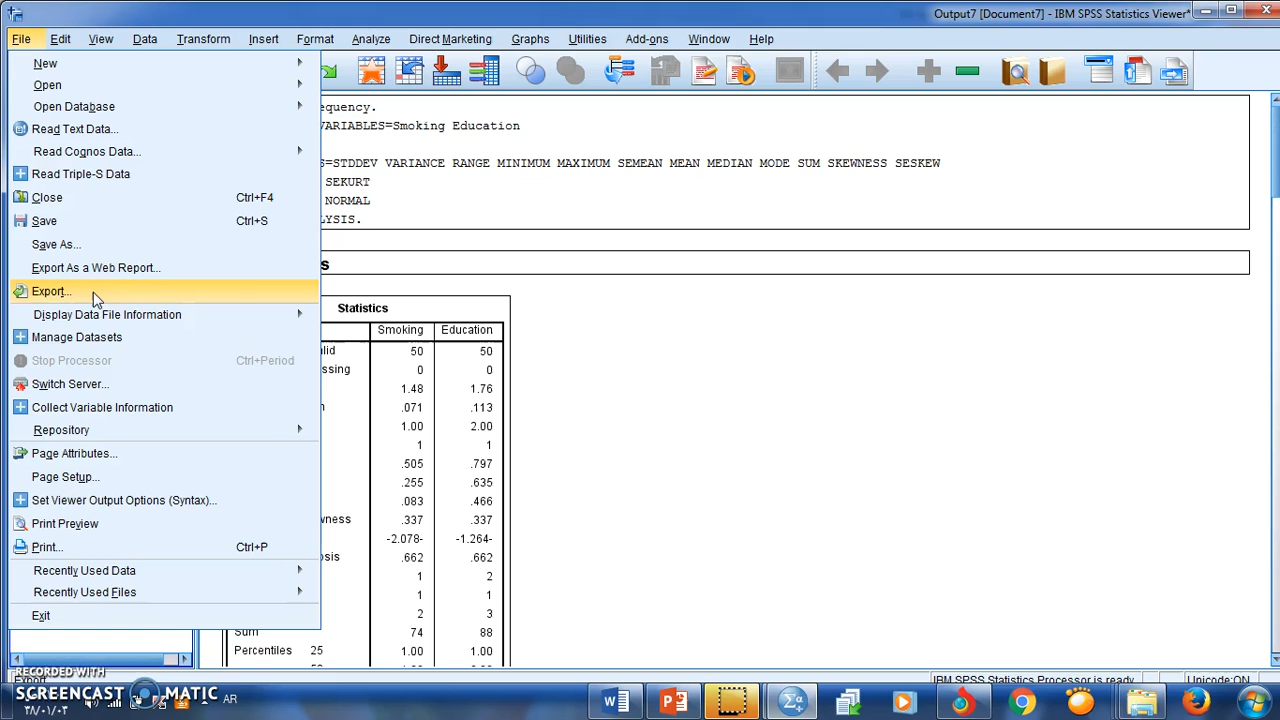 Output7 [Document7] - IBM SPSS Statistics Viewer*
File Edit View Data Transform Insert Format Analyze Direct Marketing Graphs Utilities Add-ons Window Help
New
Open
Open Database
Read Text Data...
Read Cognos Data...
Read Triple-S Data
Close Ctrl+F4
Save Ctrl+S
Save As...
Export As a Web Report...
Export...
Display Data File Information
Manage Datasets
Stop Processor Ctrl+Period
Switch Server...
Collect Variable Information
Repository
Page Attributes...
Page Setup...
Set Viewer Output Options (Syntax)...
Print Preview
Print... Ctrl+P
Recently Used Data
Recently Used Files
Exit
equency.
VARIABLES=Smoking Education
S=STDDEV VARIANCE RANGE MINIMUM MAXIMUM SEMEAN MEAN MEDIAN MODE SUM SKEWNESS SESKEW
SEKURT
NORMAL
LYSIS.
s
Statistics
Smoking Education
lid 50 50
ssing 0 0
1.48 1.76
n .071 .113
1.00 2.00
1 1
.505 .797
.255 .635
.083 .466
wness .337 .337
-2.078- -1.264-
osis .662 .662
1 2
1 1
2 3
Sum 74 88
Percentiles 25 1.00 1.00
IBM SPSS Statistics Processor is ready
Unicode:ON
RECORDED WITH
SCREENCAST MATIC
AR
٣٨/٠١/٠٣